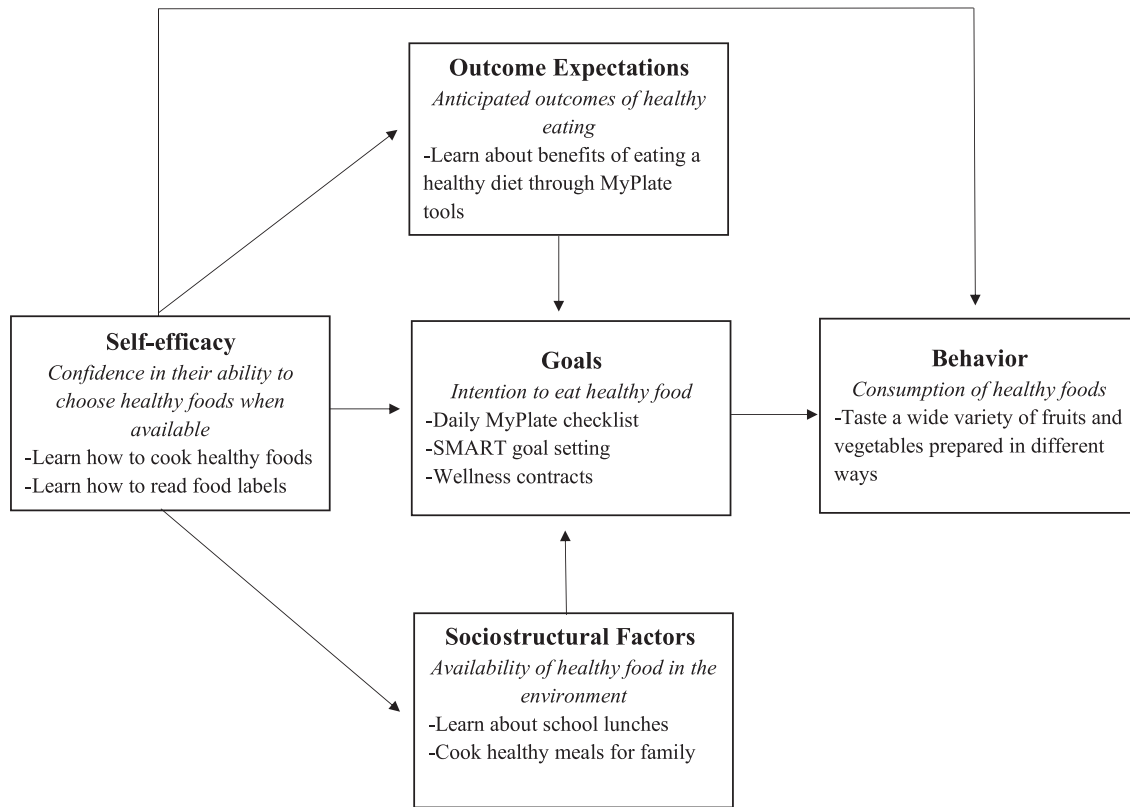 Outcome Expectations
Anticipated outcomes of healthy
eating
-Learn about benefits of eating a
healthy diet through MyPlate
tools
Self-efficacy
Confidence in their ability to
choose healthy foods when
available
-Learn how to cook healthy foods
-Learn how to read food labels
Goals
Intention to eat healthy food
-Daily MyPlate checklist
-SMART goal setting
-Wellness contracts
Behavior
Consumption of healthy foods
-Taste a wide variety of fruits and
vegetables prepared in different
ways
Sociostructural Factors
Availability of healthy food in the
environment
-Learn about school lunches
-Cook healthy meals for family